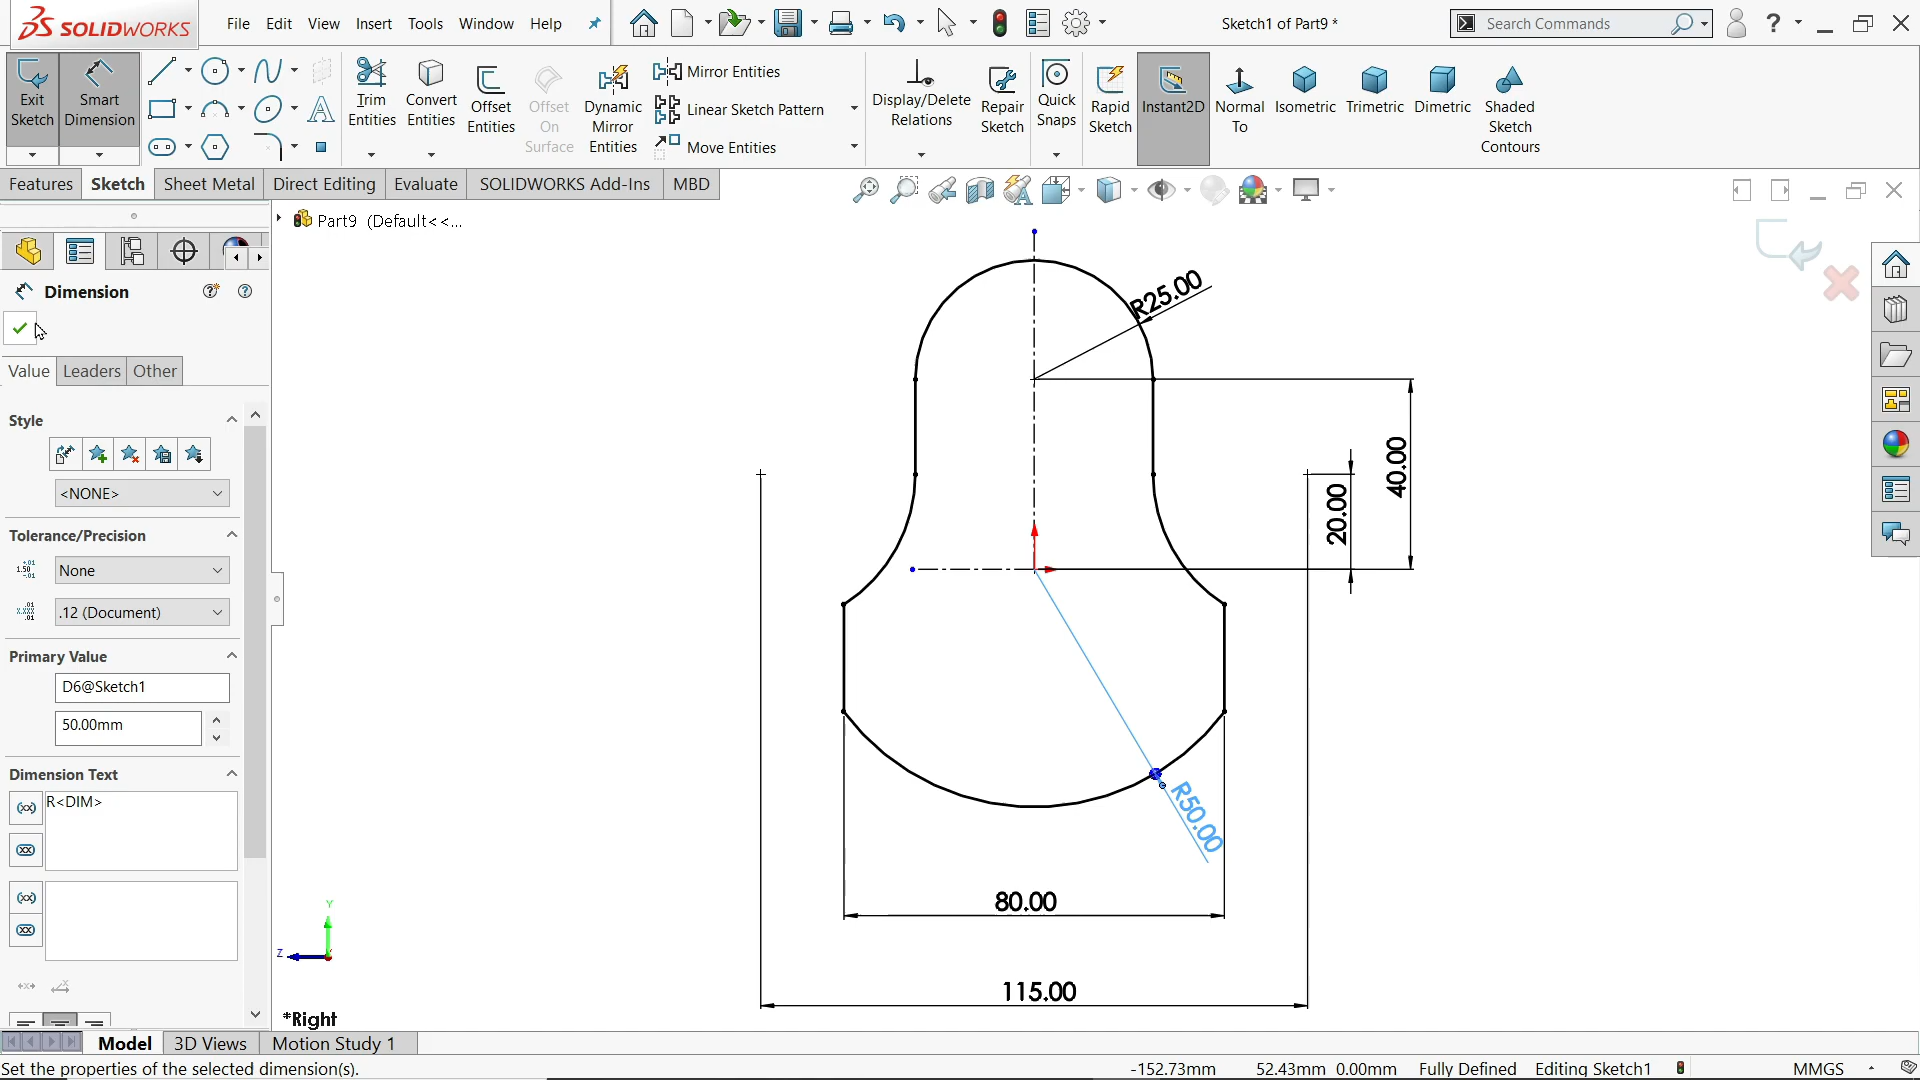 SOLIDWORKS
File Edit View Insert Tools Window Help
Sketch1 of Part9 *
Search Commands
?
Exit Sketch
Smart Dimension
Trim Entities
Convert Entities
Offset Entities
Offset On Surface
Dynamic Mirror Entities
Mirror Entities
Linear Sketch Pattern
Move Entities
Display/Delete Relations
Repair Sketch
Quick Snaps
Rapid Sketch
Instant2D
Normal To
Isometric
Trimetric
Dimetric
Shaded Sketch Contours
Features Sketch Sheet Metal Direct Editing Evaluate SOLIDWORKS Add-Ins MBD
Part9 (Default<<...
Dimension
Value Leaders Other
Style
<NONE>
Tolerance/Precision
None
.12 (Document)
Primary Value
D6@Sketch1
50.00mm
Dimension Text
R<DIM>
R25.00
40.00
20.00
R50.00
80.00
115.00
Y
Z
*Right
Model 3D Views Motion Study 1
Set the properties of the selected dimension(s).
-152.73mm 52.43mm 0.00mm Fully Defined Editing Sketch1 MMGS